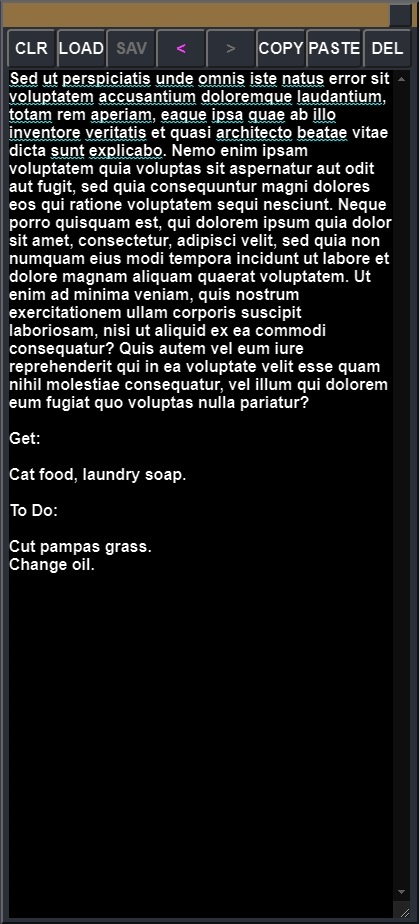 CLR LOAD SAV < > COPY PASTE DEL
Sed ut perspiciatis unde omnis iste natus error sit
voluptatem accusantium doloremque laudantium,
totam rem aperiam, eaque ipsa quae ab illo
inventore veritatis et quasi architecto beatae vitae
dicta sunt explicabo. Nemo enim ipsam
voluptatem quia voluptas sit aspernatur aut odit
aut fugit, sed quia consequuntur magni dolores
eos qui ratione voluptatem sequi nesciunt. Neque
porro quisquam est, qui dolorem ipsum quia dolor
sit amet, consectetur, adipisci velit, sed quia non
numquam eius modi tempora incidunt ut labore et
dolore magnam aliquam quaerat voluptatem. Ut
enim ad minima veniam, quis nostrum
exercitationem ullam corporis suscipit
laboriosam, nisi ut aliquid ex ea commodi
consequatur? Quis autem vel eum iure
reprehenderit qui in ea voluptate velit esse quam
nihil molestiae consequatur, vel illum qui dolorem
eum fugiat quo voluptas nulla pariatur?
Get:
Cat food, laundry soap.
To Do:
Cut pampas grass.
Change oil.